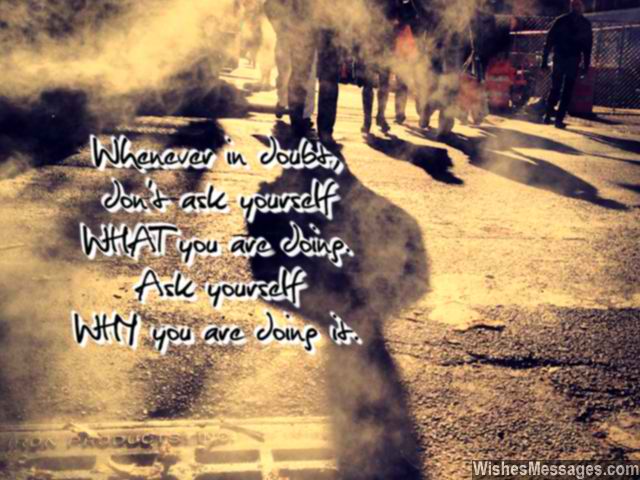 Whenever in doubt,
don't ask yourself
WHAT you are doing.
Ask yourself
WHY you are doing it.
WishesMessages.com